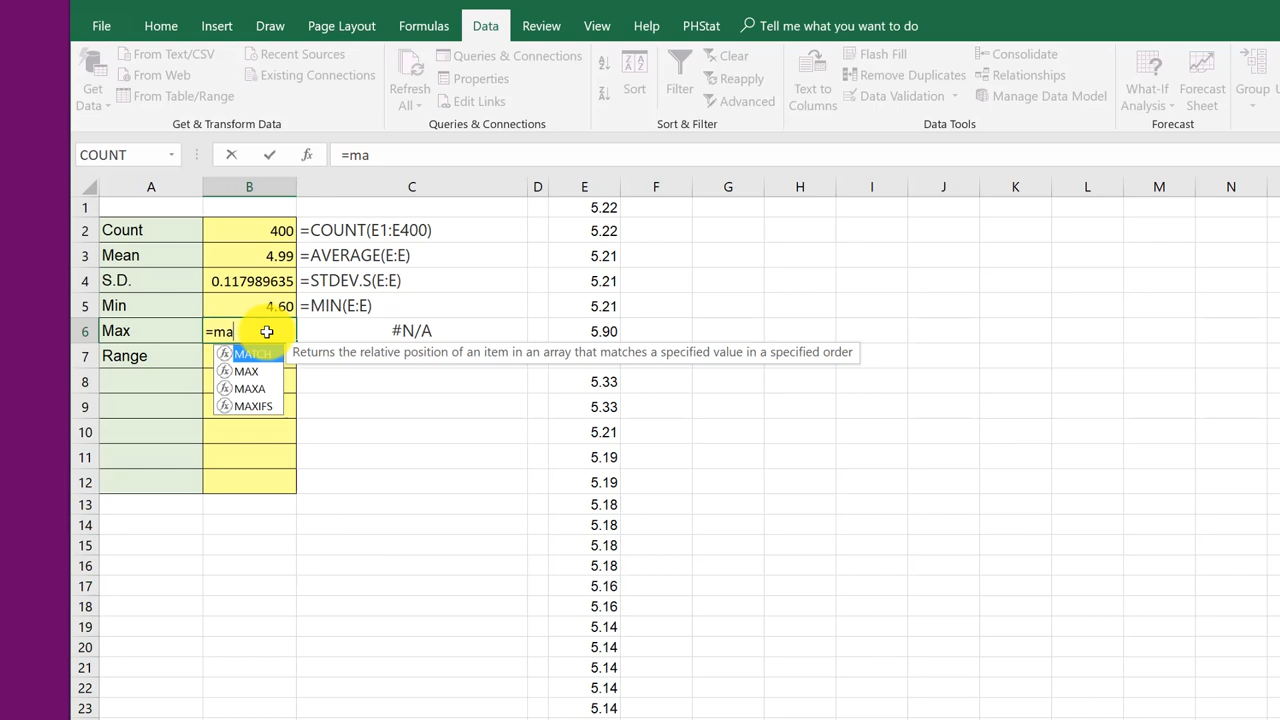 File Home Insert Draw Page Layout Formulas Data Review View Help PHStat Tell me what you want to do
From Text/CSV Recent Sources Queries & Connections Clear Flash Fill Consolidate
From Web Existing Connections Properties Reapply Remove Duplicates Relationships
Get Data From Table/Range Refresh All Edit Links Sort Filter Advanced Text to Columns Data Validation Manage Data Model What-If Analysis Forecast Sheet Group
Get & Transform Data Queries & Connections Sort & Filter Data Tools Forecast
COUNT fx =ma
A B C D E F G H I J K L M N
1 5.22
2 Count 400 =COUNT(E1:E400) 5.22
3 Mean 4.99 =AVERAGE(E:E) 5.21
4 S.D. 0.117989635 =STDEV.S(E:E) 5.21
5 Min 4.60 =MIN(E:E) 5.21
6 Max =ma #N/A 5.90
7 Range MATCH Returns the relative position of an item in an array that matches a specified value in a specified order
MAX
8 MAXA 5.33
9 MAXIFS 5.33
10 5.21
11 5.19
12 5.19
13 5.18
14 5.18
15 5.18
16 5.18
17 5.16
18 5.16
19 5.14
20 5.14
21 5.14
22 5.14
23 5.14